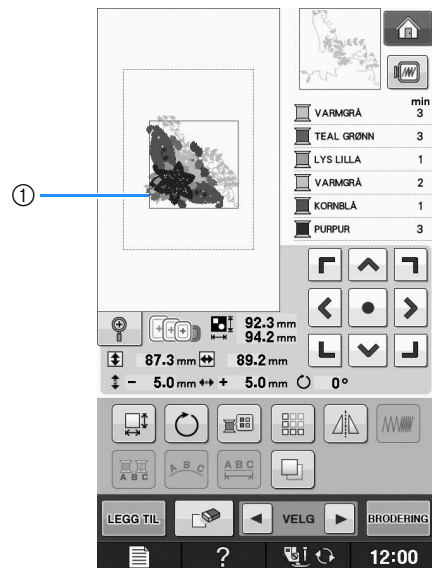 ①
min
VARMGRÅ 3
TEAL GRØNN 3
LYS LILLA 1
VARMGRÅ 2
KORNBLÅ 1
PURPUR 3
92.3 mm
94.2 mm
87.3 mm 89.2 mm
- 5.0 mm + 5.0 mm 0°
A B C A B C A B C
LEGG TIL VELG BRODERING
? 12:00